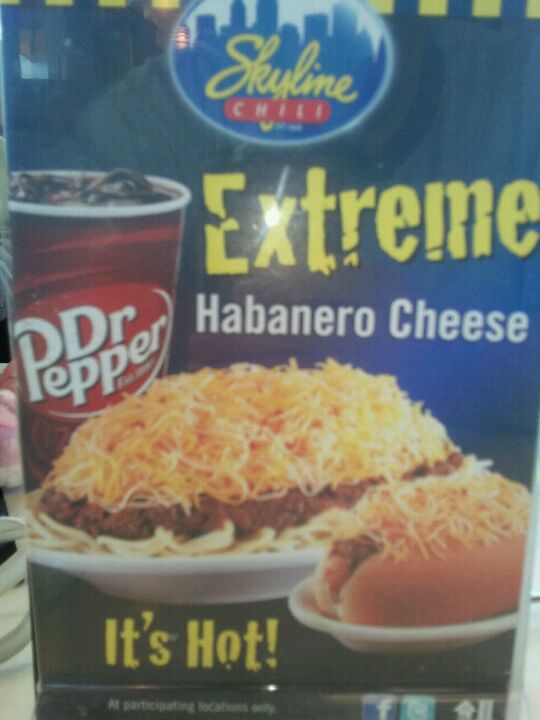 Skyline
CHILI
Extreme
Habanero Cheese
Dr
Pepper
It's Hot!
At participating locations only.
f